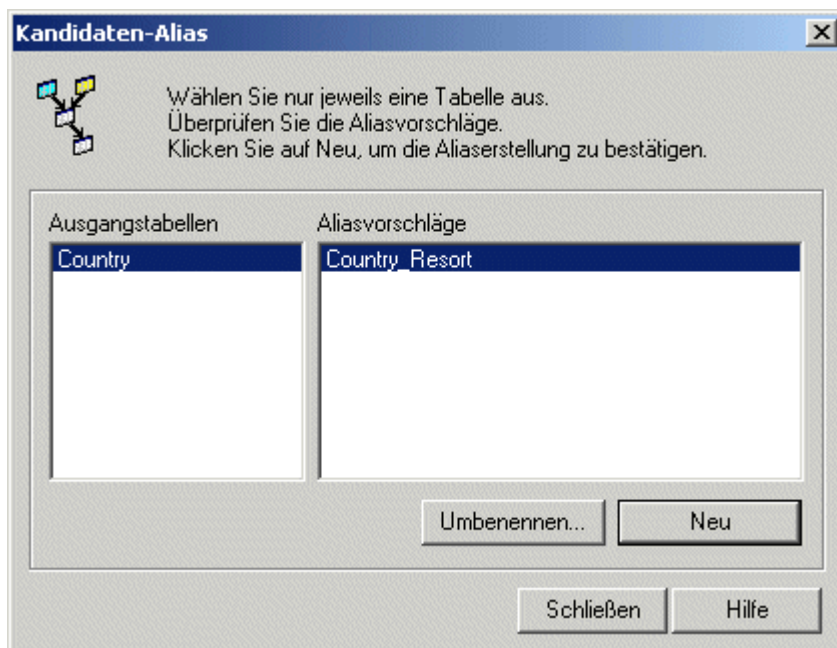 Kandidaten-Alias
Wählen Sie nur jeweils eine Tabelle aus.
Überprüfen Sie die Aliasvorschläge.
Klicken Sie auf Neu, um die Aliaserstellung zu bestätigen.
Ausgangstabellen
Aliasvorschläge
Country
Country_Resort
Umbenennen...
Neu
Schließen
Hilfe